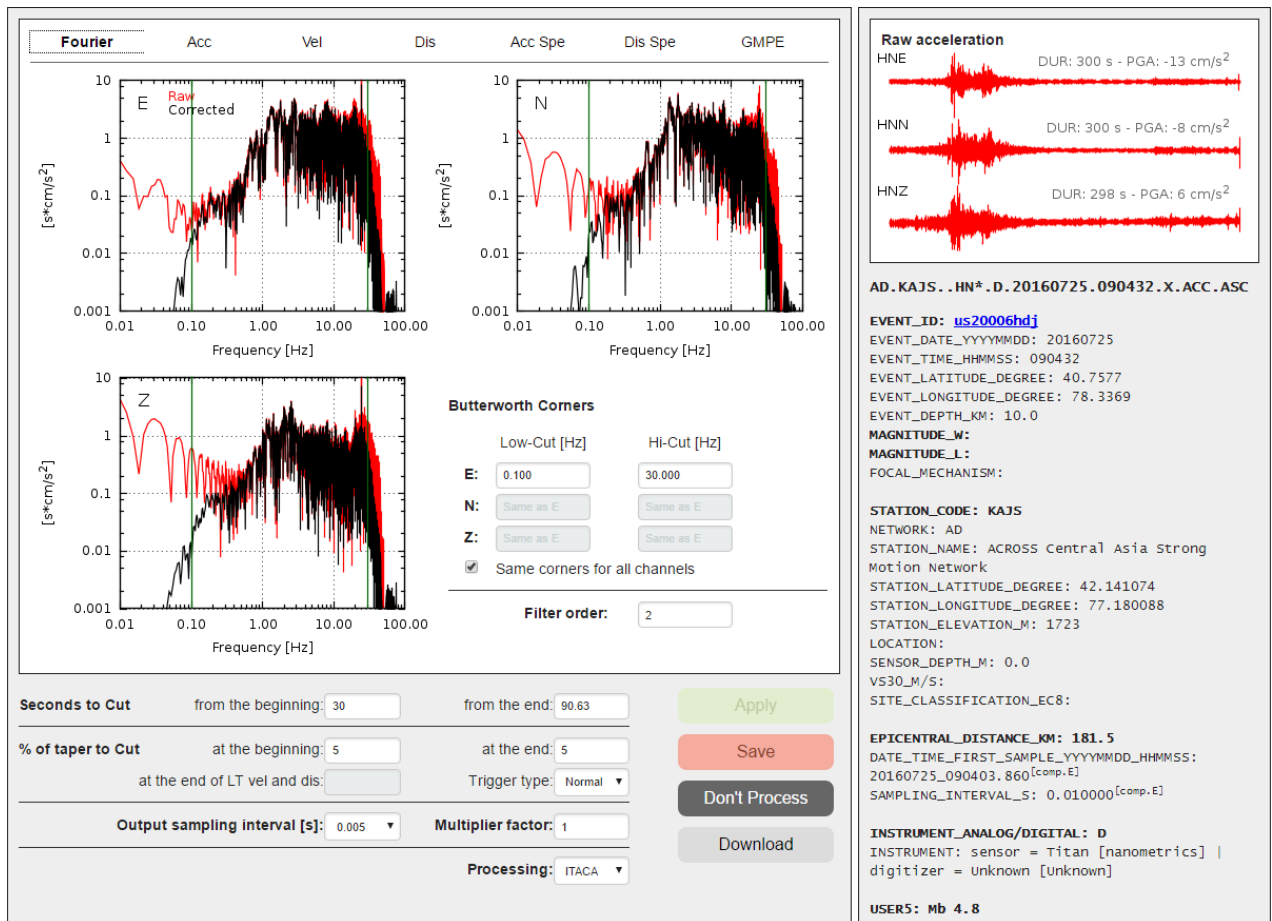 Fourier Acc Vel Dis Acc Spe Dis Spe GMPE
E
Raw
Corrected
[s*cm/s²]
10
1
0.1
0.01
0.001
0.01 0.10 1.00 10.00 100.00
Frequency [Hz]
N
[s*cm/s²]
10
1
0.1
0.01
0.001
0.01 0.10 1.00 10.00 100.00
Frequency [Hz]
Z
[s*cm/s²]
10
1
0.1
0.01
0.001
0.01 0.10 1.00 10.00 100.00
Frequency [Hz]
Butterworth Corners
Low-Cut [Hz] Hi-Cut [Hz]
E: 0.100 30.000
N: Same as E Same as E
Z: Same as E Same as E
Same corners for all channels
Filter order: 2
Seconds to Cut from the beginning: 30 from the end: 90.63
% of taper to Cut at the beginning: 5 at the end: 5
at the end of LT vel and dis: Trigger type: Normal
Output sampling interval [s]: 0.005 Multiplier factor: 1
Processing: ITACA
Apply
Save
Don't Process
Download
Raw acceleration
HNE DUR: 300 s - PGA: -13 cm/s²
HNN DUR: 300 s - PGA: -8 cm/s²
HNZ DUR: 298 s - PGA: 6 cm/s²
AD.KAJS..HN*.D.20160725.090432.X.ACC.ASC
EVENT_ID: us20006hdj
EVENT_DATE_YYYYMMDD: 20160725
EVENT_TIME_HHMMSS: 090432
EVENT_LATITUDE_DEGREE: 40.7577
EVENT_LONGITUDE_DEGREE: 78.3369
EVENT_DEPTH_KM: 10.0
MAGNITUDE_W:
MAGNITUDE_L:
FOCAL_MECHANISM:
STATION_CODE: KAJS
NETWORK: AD
STATION_NAME: ACROSS Central Asia Strong
Motion Network
STATION_LATITUDE_DEGREE: 42.141074
STATION_LONGITUDE_DEGREE: 77.180088
STATION_ELEVATION_M: 1723
LOCATION:
SENSOR_DEPTH_M: 0.0
VS30_M/S:
SITE_CLASSIFICATION_EC8:
EPICENTRAL_DISTANCE_KM: 181.5
DATE_TIME_FIRST_SAMPLE_YYYYMMDD_HHMMSS:
20160725_090403.860[comp.E]
SAMPLING_INTERVAL_S: 0.010000[comp.E]
INSTRUMENT_ANALOG/DIGITAL: D
INSTRUMENT: sensor = Titan [nanometrics] |
digitizer = Unknown [Unknown]
USER5: Mb 4.8